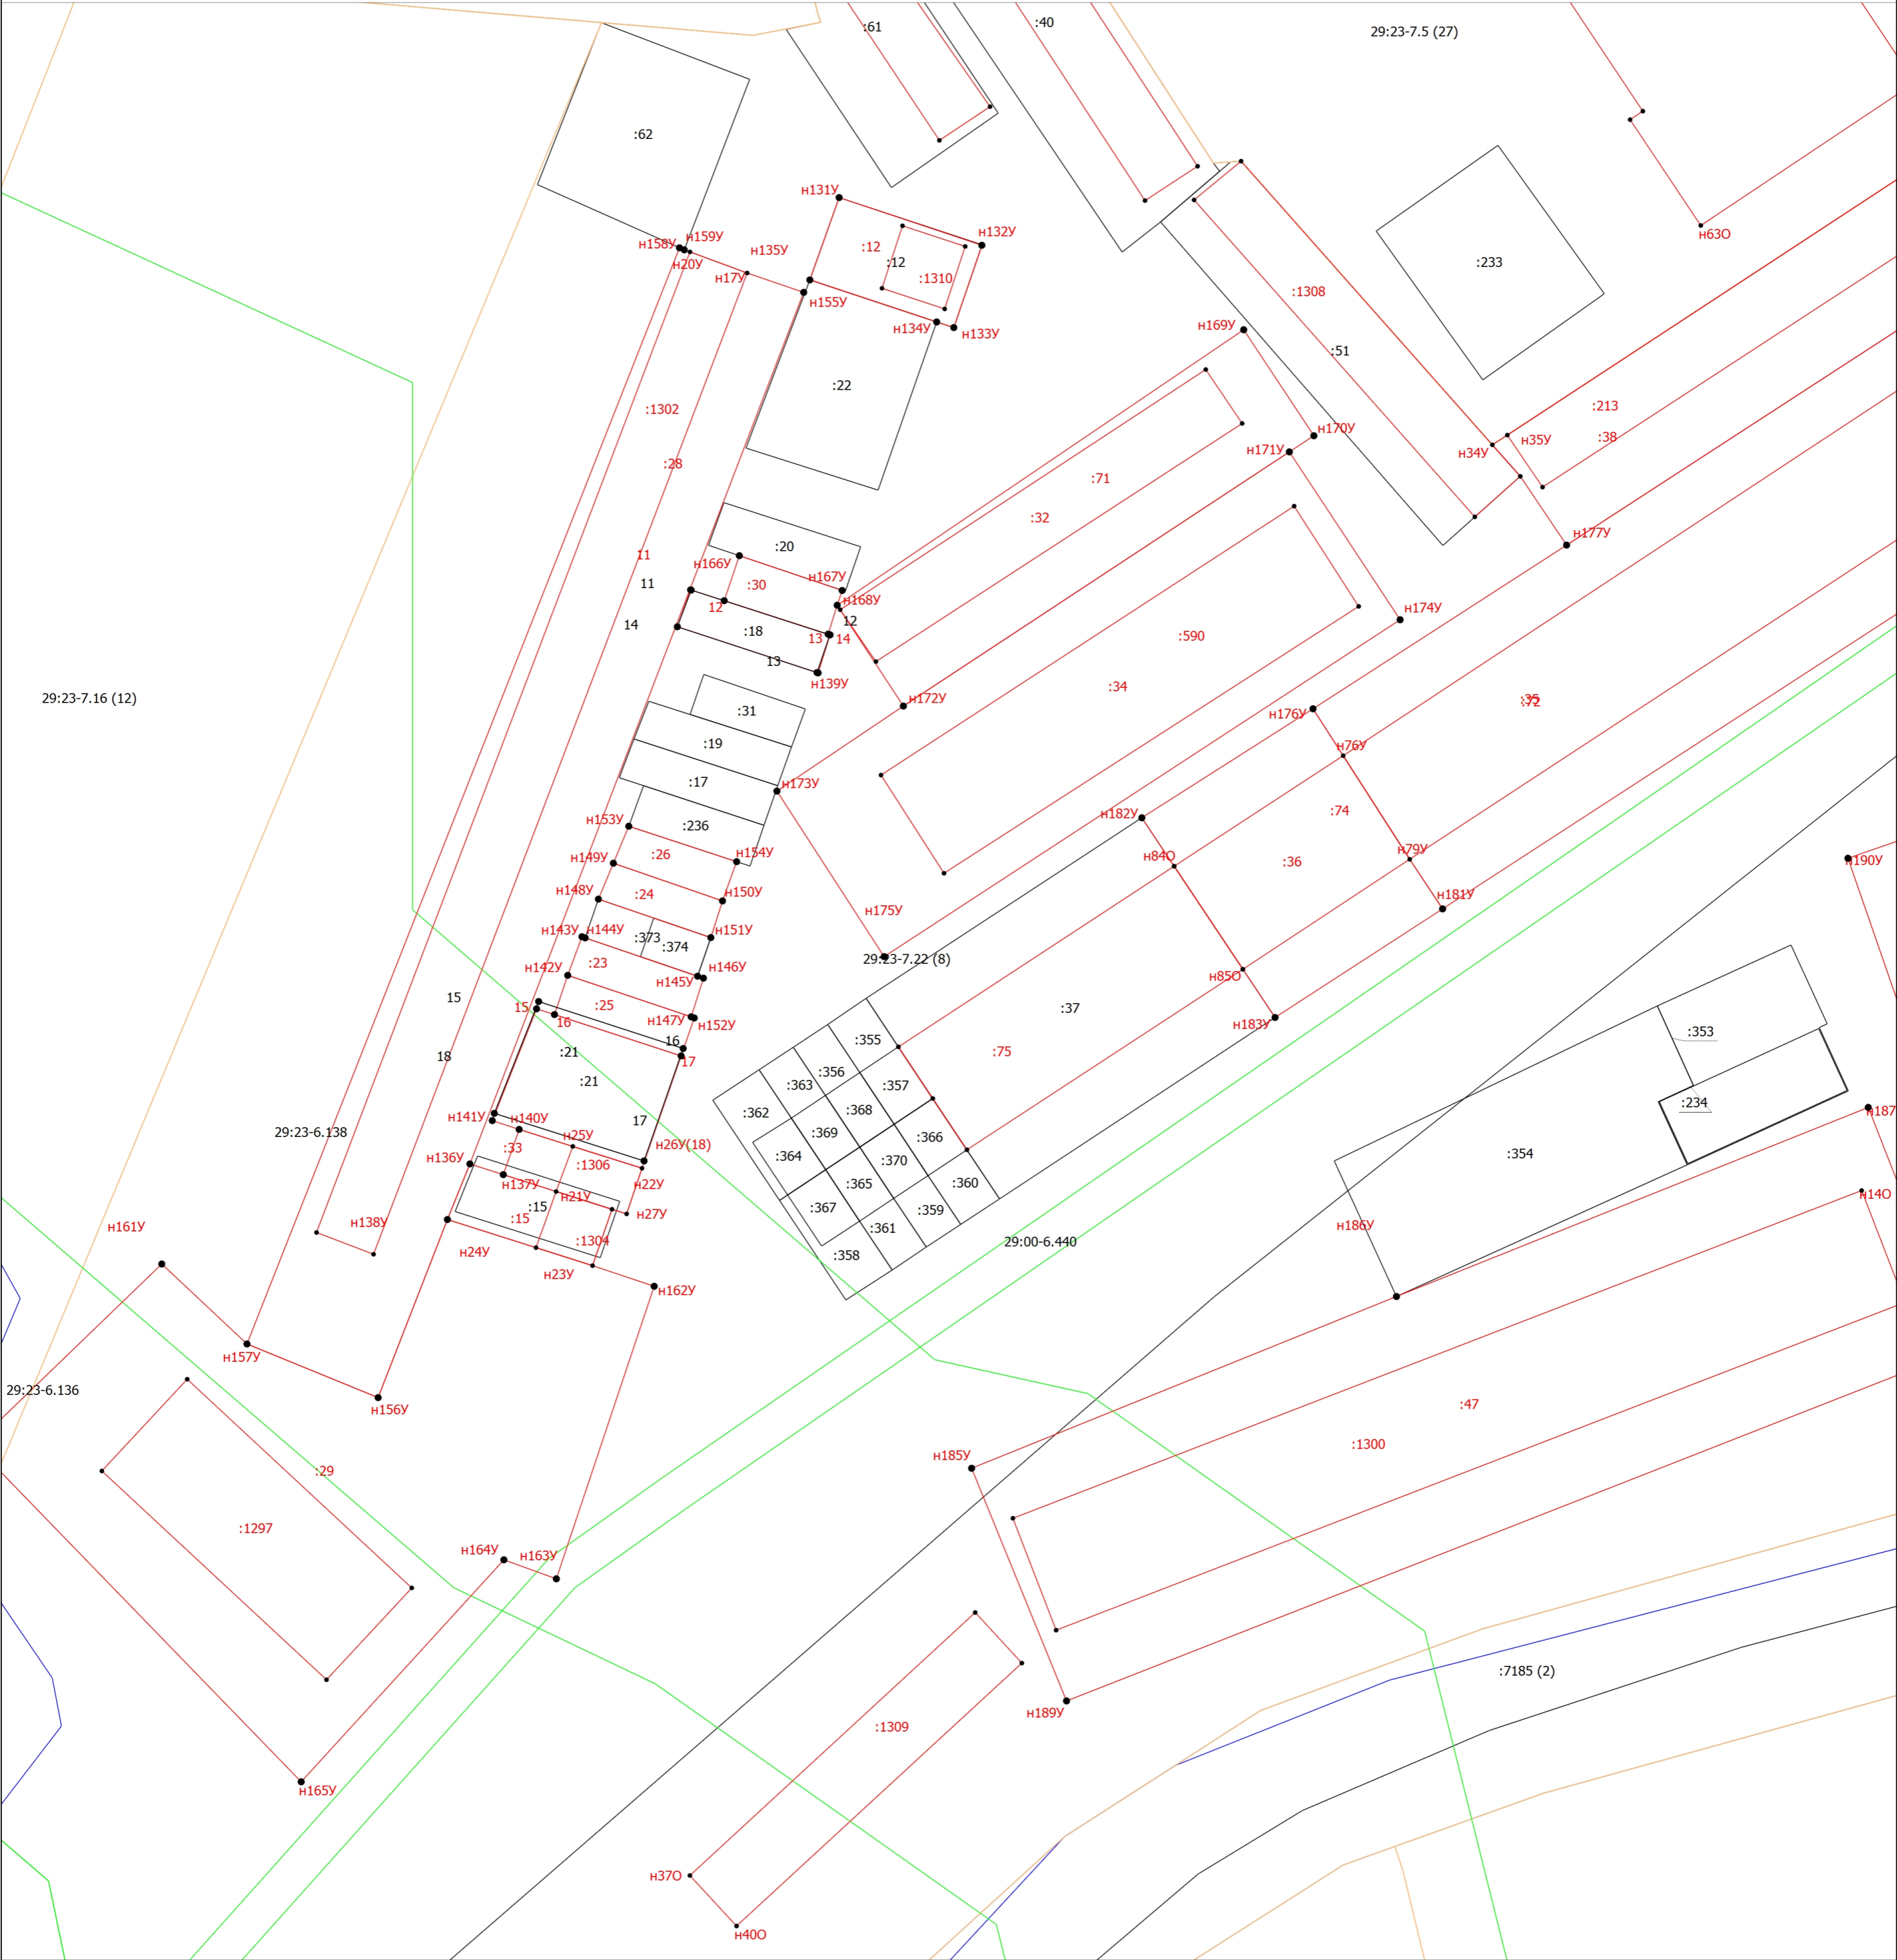 :61
:40
29:23-7.5 (27)
:62
н131У
н132У
н63О
н158У
н159У
н135У
:12
:12
:1310
н20У
н17У
:233
н155У
:1308
н134У
н133У
н169У
:51
:22
:1302
:213
н170У
н35У
:38
н171У
н34У
:28
:71
:32
н177У
:20
11
н166У
н167У
:30
11
12
н168У
н174У
14
:18
12
13
14
:590
13
н139У
:34
29:23-7.16 (12)
н172У
:35
:72
:31
н176У
:19
н76У
:17
н173У
:74
н153У
:236
н182У
н149У
:26
н154У
н84О
:36
н79У
н190У
н148У
:24
н150У
н181У
н175У
н143У
н144У
:373
:374
н151У
29:23-7.22 (8)
н142У
:23
н145У
н146У
н85О
15
15
16
:25
н147У
н152У
:37
н183У
:353
:355
16
17
:21
18
:75
:356
:363
:357
:21
:362
:234
:368
н141У
н140У
17
:369
:366
н187
29:23-6.138
:33
н25У
н26У(18)
:354
н136У
:364
:370
:1306
н137У
н22У
:365
:360
н21У
н14О
:15
:15
н27У
:367
:359
н161У
н138У
:361
н186У
н24У
:1304
:358
29:00-6.440
н23У
н162У
н157У
29:23-6.136
н156У
:47
:1300
н185У
:29
:1297
н164У
н163У
:7185 (2)
н189У
:1309
н165У
н37О
н40О